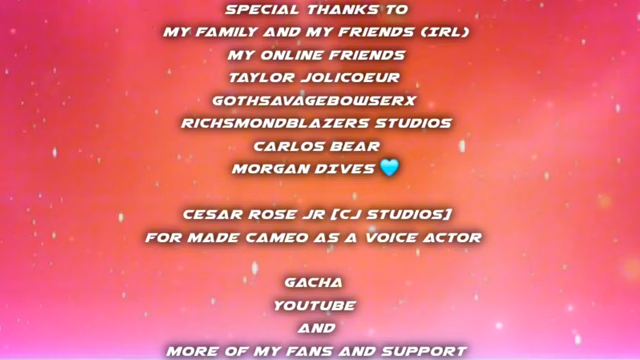 SPECIAL THANKS TO
MY FAMILY AND MY FRIENDS (IRL)
MY ONLINE FRIENDS
TAYLOR JOLICOEUR
GOTHSAVAGEBOWSERX
RICHSMONDBLAZERS STUDIOS
CARLOS BEAR
MORGAN DIVES 🩵
CESAR ROSE JR [CJ STUDIOS]
FOR MADE CAMEO AS A VOICE ACTOR
GACHA
YOUTUBE
AND
MORE OF MY FANS AND SUPPORT